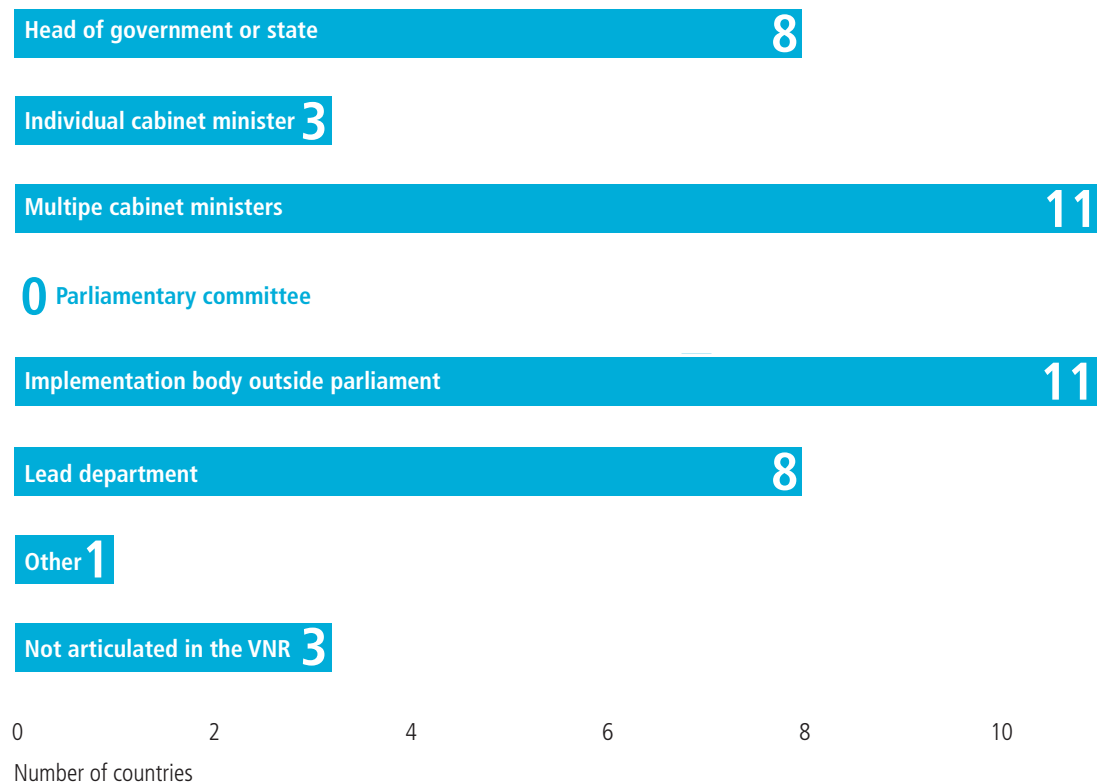 Head of government or state 8
Individual cabinet minister 3
Multipe cabinet ministers 11
0 Parliamentary committee
Implementation body outside parliament 11
Lead department 8
Other 1
Not articulated in the VNR 3
0 2 4 6 8 10
Number of countries